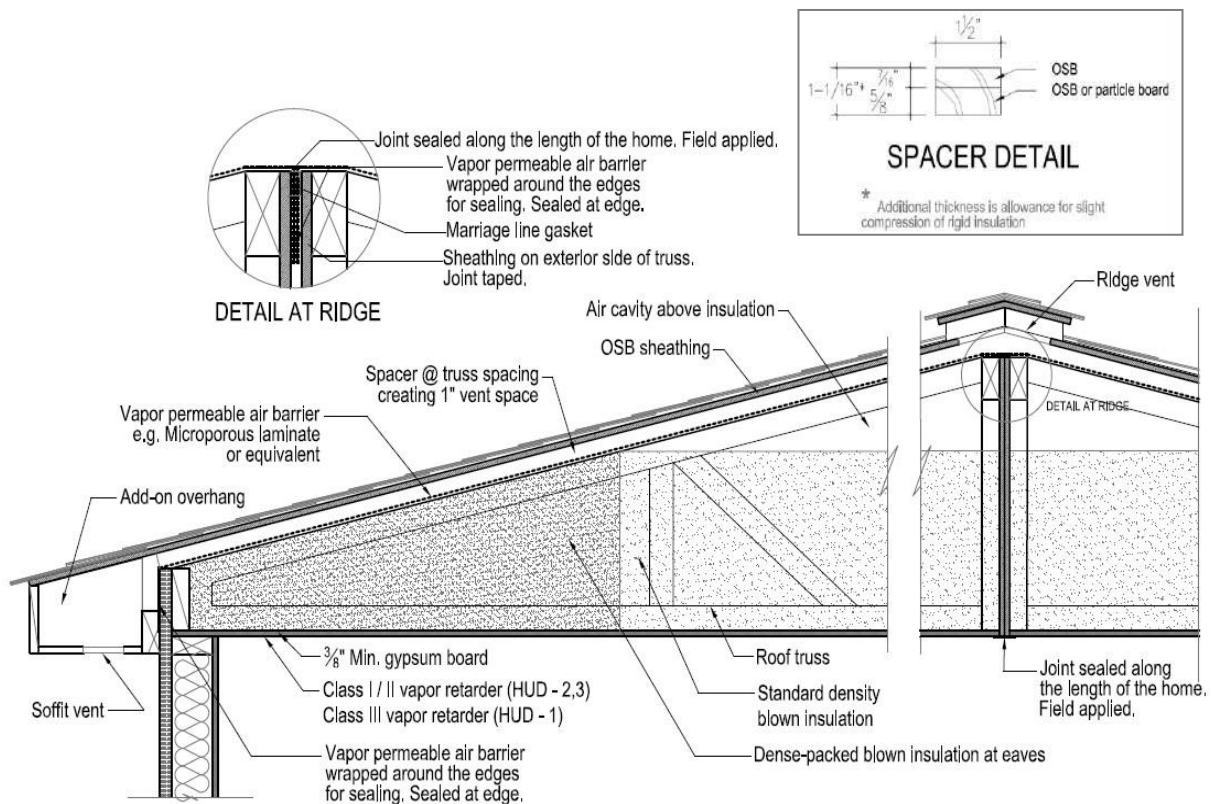 1½"
7⁄16"
1-1/16"*
5⁄8"
OSB
OSB or particle board
SPACER DETAIL
* Additional thickness is allowance for slight
compression of rigid insulation
Joint sealed along the length of the home. Field applied.
Vapor permeable air barrier
wrapped around the edges
for sealing. Sealed at edge.
Marriage line gasket
Sheathing on exterior side of truss.
Joint taped.
DETAIL AT RIDGE
Ridge vent
Air cavity above insulation
OSB sheathing
Spacer @ truss spacing
creating 1" vent space
Vapor permeable air barrier
e.g. Microporous laminate
or equivalent
DETAIL AT RIDGE
Add-on overhang
Soffit vent
3⁄8" Min. gypsum board
Class I / II vapor retarder (HUD - 2,3)
Class III vapor retarder (HUD - 1)
Vapor permeable air barrier
wrapped around the edges
for sealing. Sealed at edge.
Roof truss
Standard density
blown insulation
Dense-packed blown insulation at eaves
Joint sealed along
the length of the home.
Field applied.